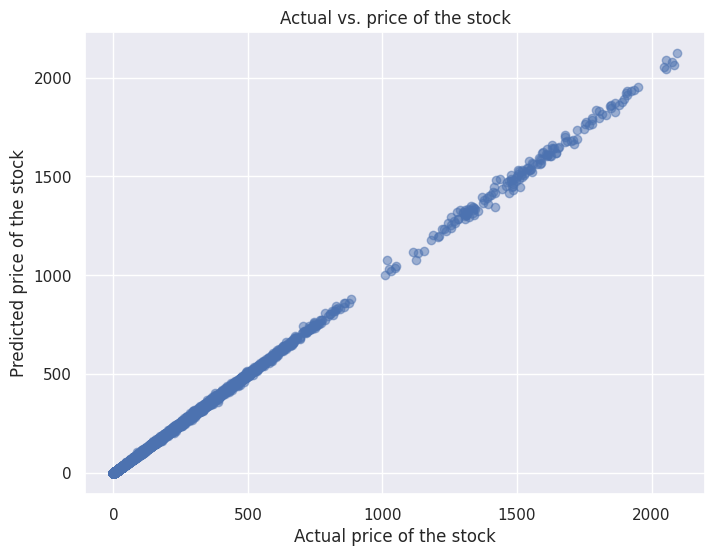 Actual vs. price of the stock
Predicted price of the stock
2000
1500
1000
500
0
0 500 1000 1500 2000
Actual price of the stock